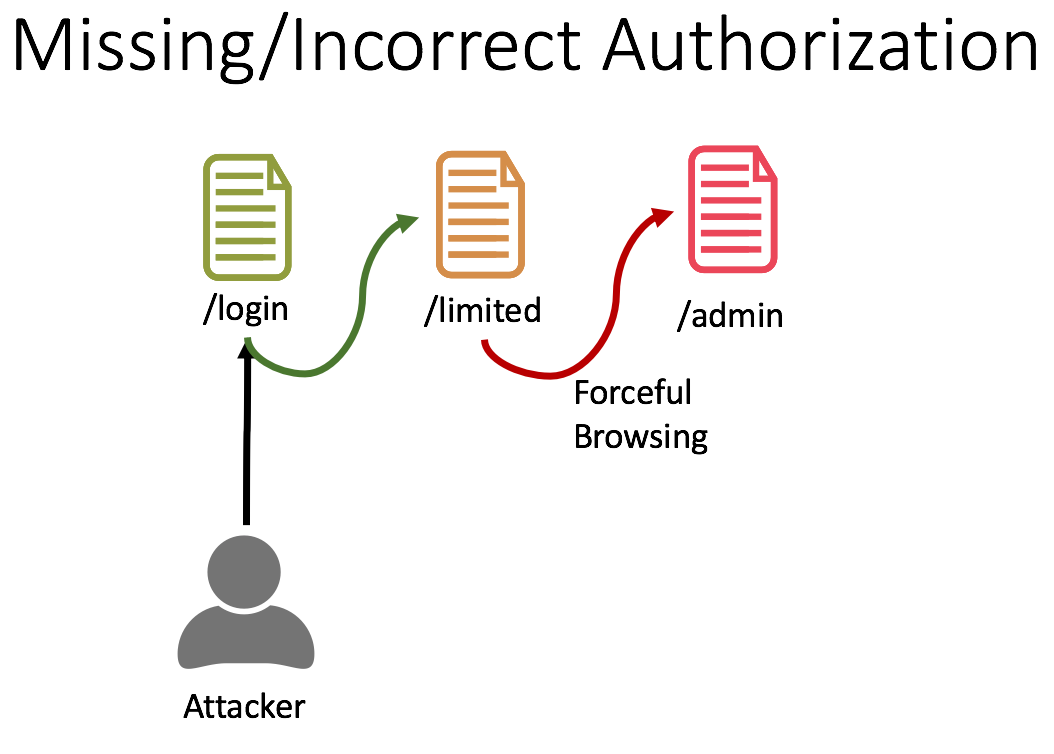 Missing/Incorrect Authorization
/login
/limited
/admin
Forceful
Browsing
Attacker